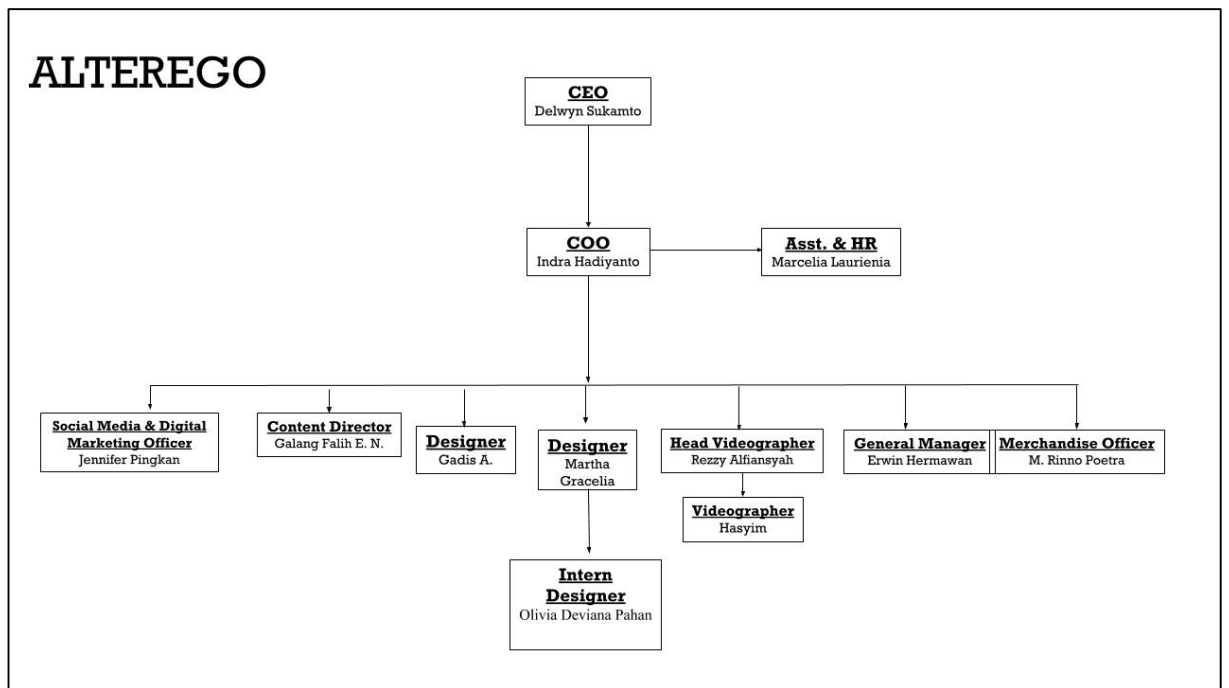 ALTEREGO
CEO
Delwyn Sukamto
COO
Indra Hadiyanto
Asst. & HR
Marcelia Laurienia
Social Media & Digital
Marketing Officer
Jennifer Pingkan
Content Director
Galang Falih E. N.
Designer
Gadis A.
Designer
Martha
Gracelia
Head Videographer
Rezzy Alfiansyah
General Manager
Erwin Hermawan
Merchandise Officer
M. Rinno Poetra
Videographer
Hasyim
Intern
Designer
Olivia Deviana Pahan